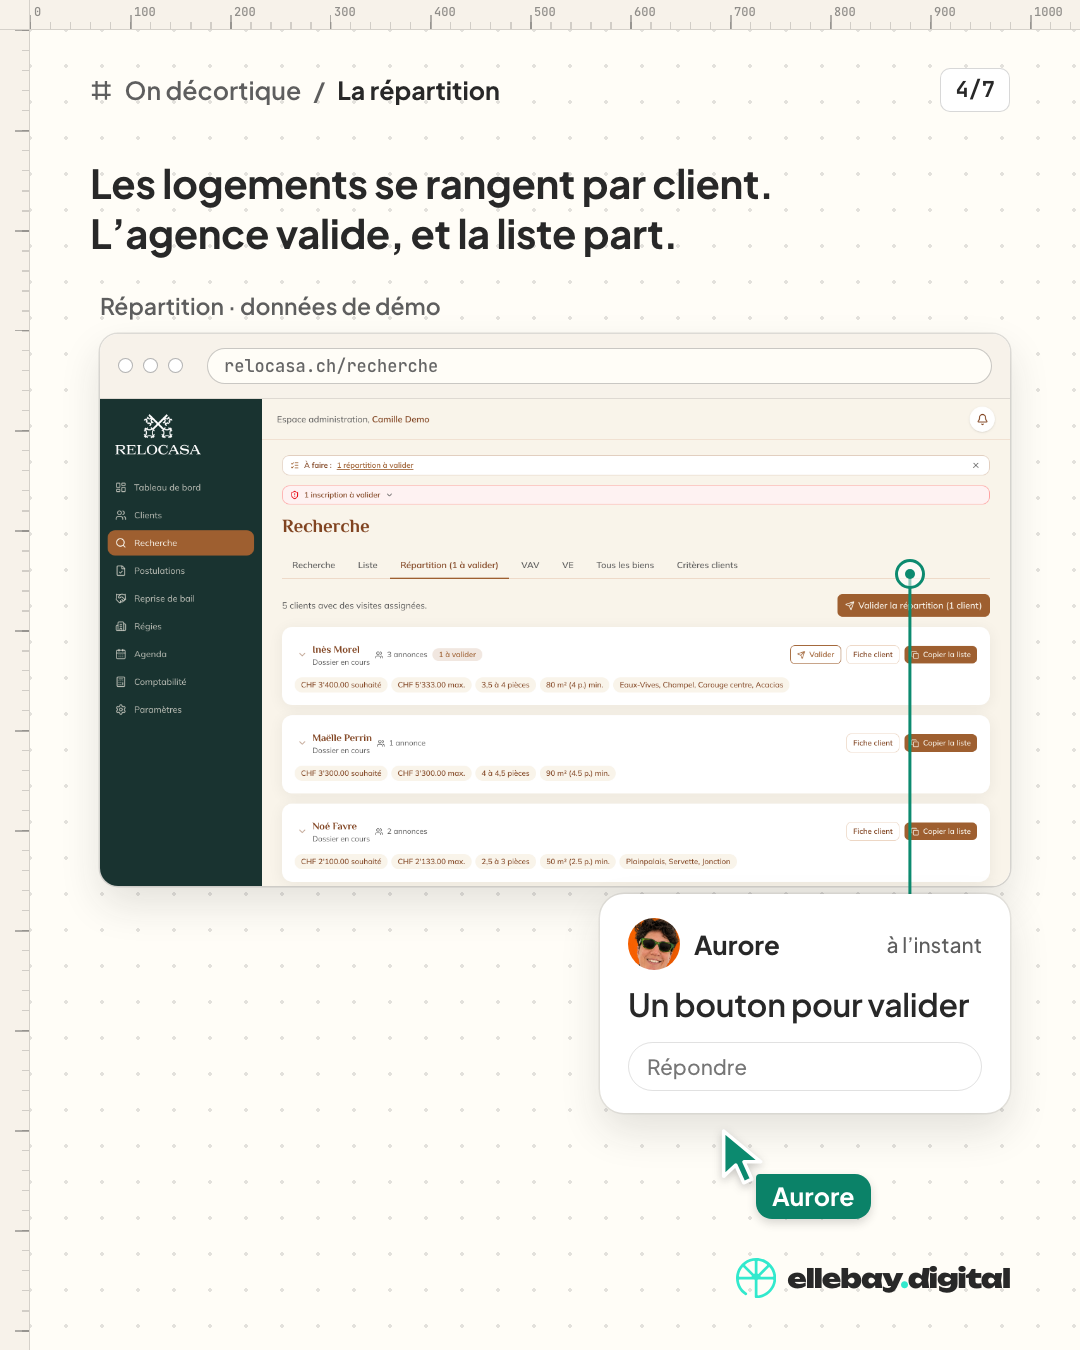 0 100 200 300 400 500 600 700 800 900 1000
On décortique / La répartition
4/7
Les logements se rangent par client.
L’agence valide, et la liste part.
Répartition · données de démo
relocasa.ch/recherche
RELOCASA
Espace administration, Camille Demo
Tableau de bord
Clients
Recherche
Postulations
Reprise de bail
Régies
Agenda
Comptabilité
Paramètres
À faire : 1 répartition à valider
1 inscription à valider
Recherche
Recherche Liste Répartition (1 à valider) VAV VE Tous les biens Critères clients
5 clients avec des visites assignées.
Valider la répartition (1 client)
Inès Morel 3 annonces 1 à valider
Dossier en cours
Valider Fiche client Copier la liste
CHF 3'400.00 souhaité CHF 5'333.00 max. 3,5 à 4 pièces 80 m² (4 p.) min. Eaux-Vives, Champel, Carouge centre, Acacias
Maëlle Perrin 1 annonce
Dossier en cours
Fiche client Copier la liste
CHF 3'300.00 souhaité CHF 3'300.00 max. 4 à 4,5 pièces 90 m² (4.5 p.) min.
Noé Favre 2 annonces
Dossier en cours
Fiche client Copier la liste
CHF 2'100.00 souhaité CHF 2'133.00 max. 2,5 à 3 pièces 50 m² (2.5 p.) min. Plainpalais, Servette, Jonction
Aurore à l’instant
Un bouton pour valider
Répondre
Aurore
ellebay.digital